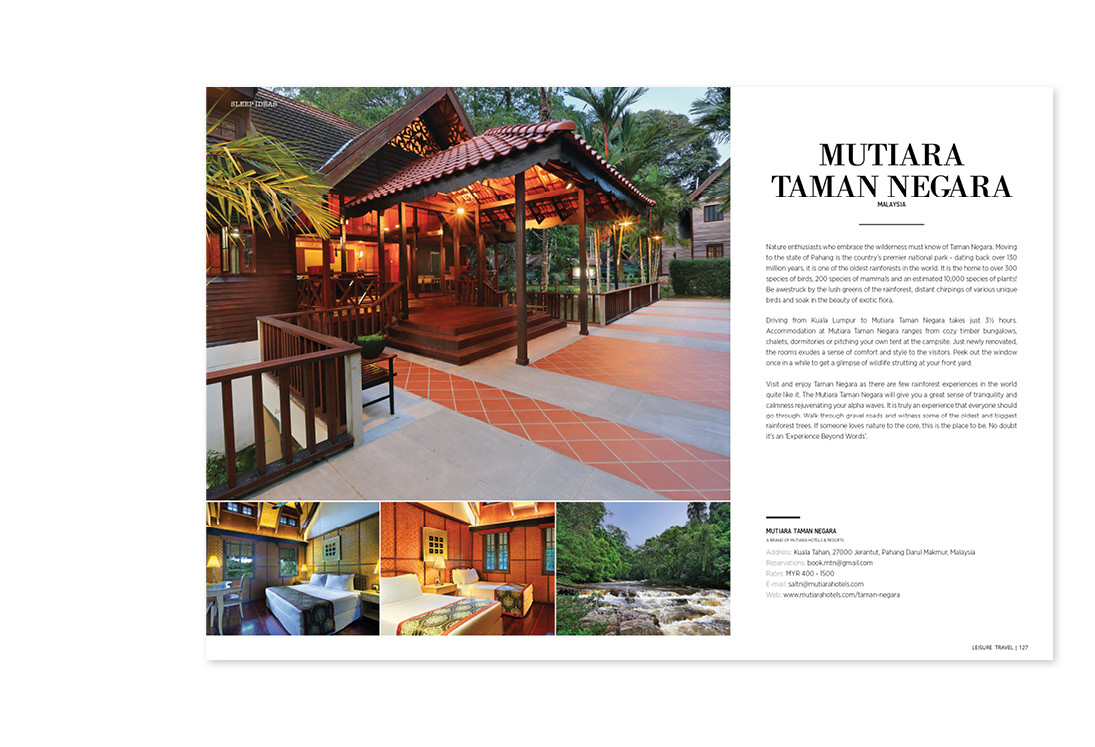 SLEEP IDEAS
MUTIARA
TAMAN NEGARA
MALAYSIA
Nature enthusiasts who embrace the wilderness must know of Taman Negara. Moving
to the state of Pahang is the country's premier national park - dating back over 130
million years, it is one of the oldest rainforests in the world. It is the home to over 300
species of birds, 200 species of mammals and an estimated 10,000 species of plants!
Be awestruck by the lush greens of the rainforest, distant chirpings of various unique
birds and soak in the beauty of exotic flora.
Driving from Kuala Lumpur to Mutiara Taman Negara takes just 3½ hours.
Accommodation at Mutiara Taman Negara ranges from cozy timber bungalows,
chalets, dormitories or pitching your own tent at the campsite. Just newly renovated,
the rooms exudes a sense of comfort and style to the visitors. Peek out the window
once in a while to get a glimpse of wildlife strutting at your front yard.
Visit and enjoy Taman Negara as there are few rainforest experiences in the world
quite like it. The Mutiara Taman Negara will give you a great sense of tranquility and
calmness rejuvenating your alpha waves. It is truly an experience that everyone should
go through. Walk through gravel roads and witness some of the oldest and biggest
rainforest trees. If someone loves nature to the core, this is the place to be. No doubt
it's an 'Experience Beyond Words'.
MUTIARA TAMAN NEGARA
A BRAND OF MUTIARA HOTELS & RESORTS
Address: Kuala Tahan, 27000 Jerantut, Pahang Darul Makmur, Malaysia
Reservations: book.mtn@gmail.com
Rates: MYR 400 - 1500
E-mail: saltn@mutiarahotels.com
Web: www.mutiarahotels.com/taman-negara
LEISURE TRAVEL | 127